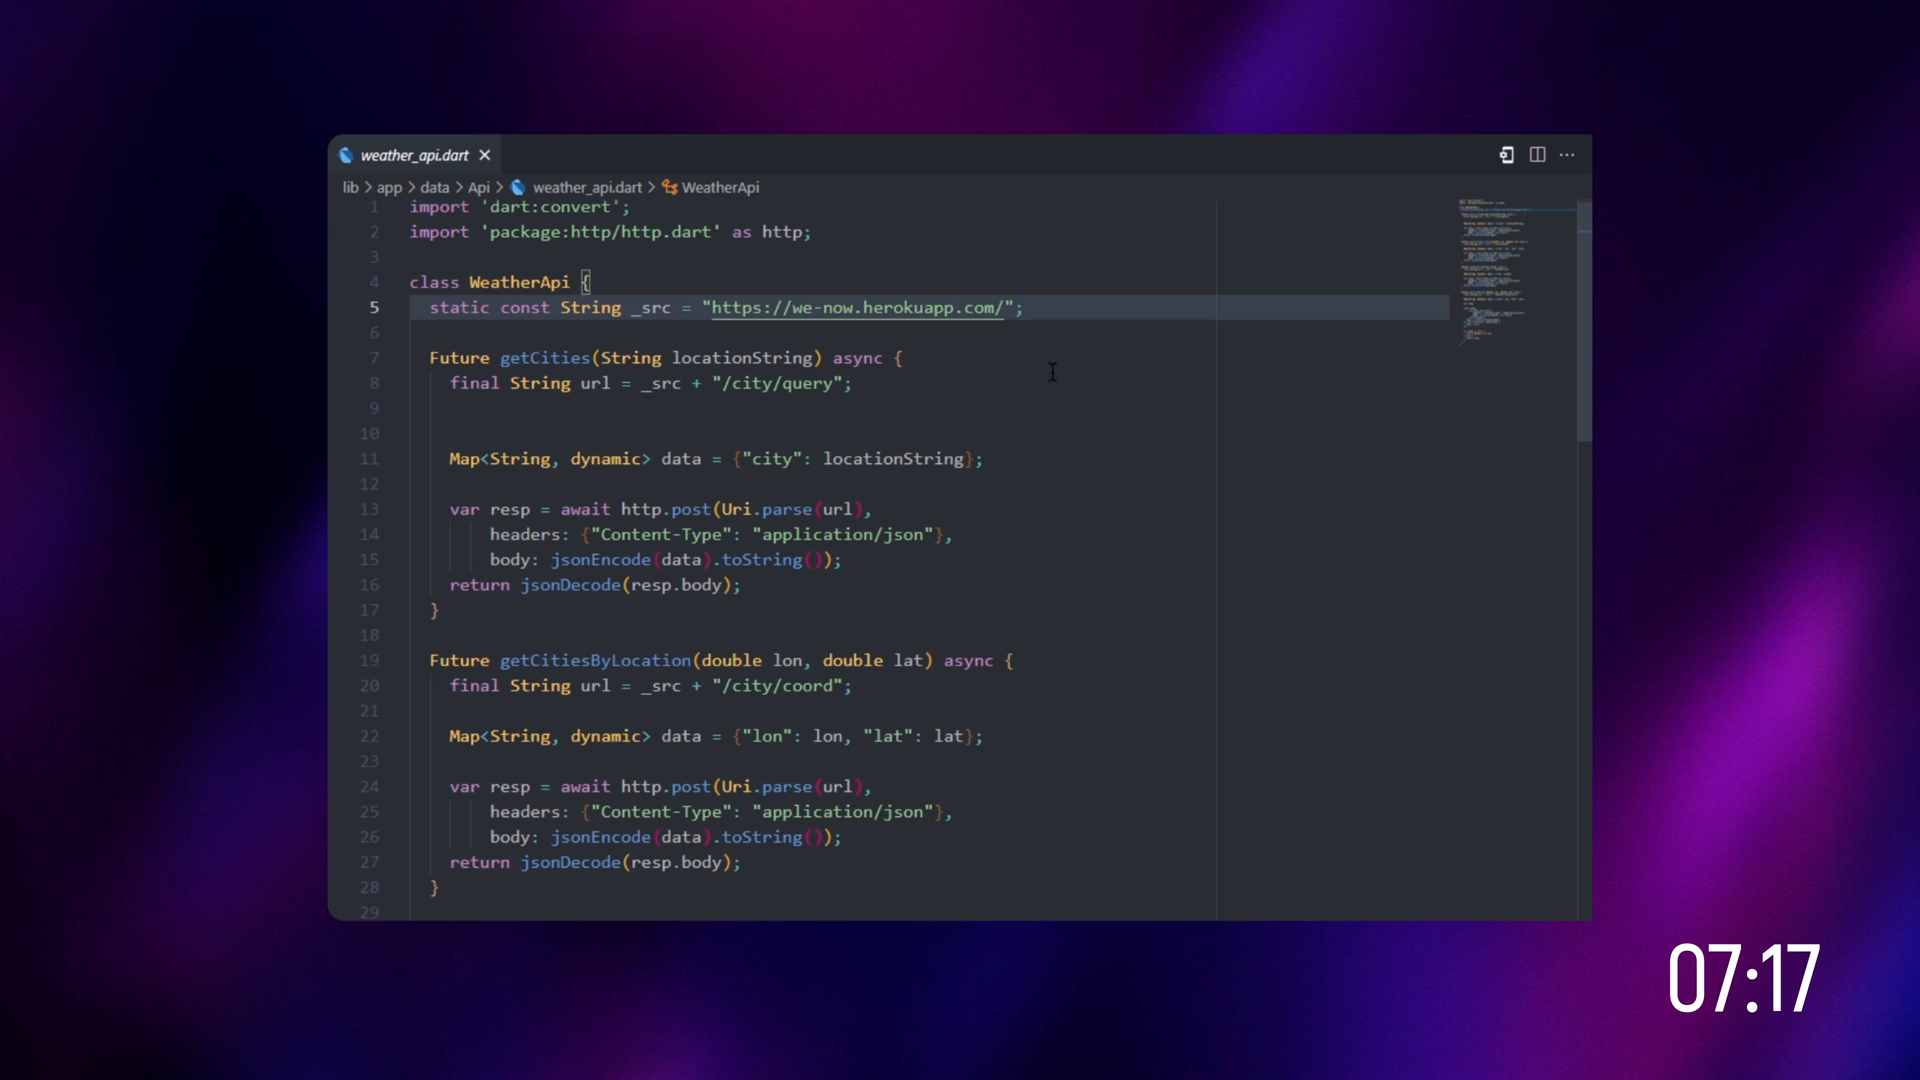 weather_api.dart
lib > app > data > Api > weather_api.dart > WeatherApi
1 import 'dart:convert';
2 import 'package:http/http.dart' as http;
3
4 class WeatherApi {
5 static const String _src = "https://we-now.herokuapp.com/";
6
7 Future getCities(String locationString) async {
8 final String url = _src + "/city/query";
9
10
11 Map<String, dynamic> data = {"city": locationString};
12
13 var resp = await http.post(Uri.parse(url),
14 headers: {"Content-Type": "application/json"},
15 body: jsonEncode(data).toString());
16 return jsonDecode(resp.body);
17 }
18
19 Future getCitiesByLocation(double lon, double lat) async {
20 final String url = _src + "/city/coord";
21
22 Map<String, dynamic> data = {"lon": lon, "lat": lat};
23
24 var resp = await http.post(Uri.parse(url),
25 headers: {"Content-Type": "application/json"},
26 body: jsonEncode(data).toString());
27 return jsonDecode(resp.body);
28 }
29
07:17